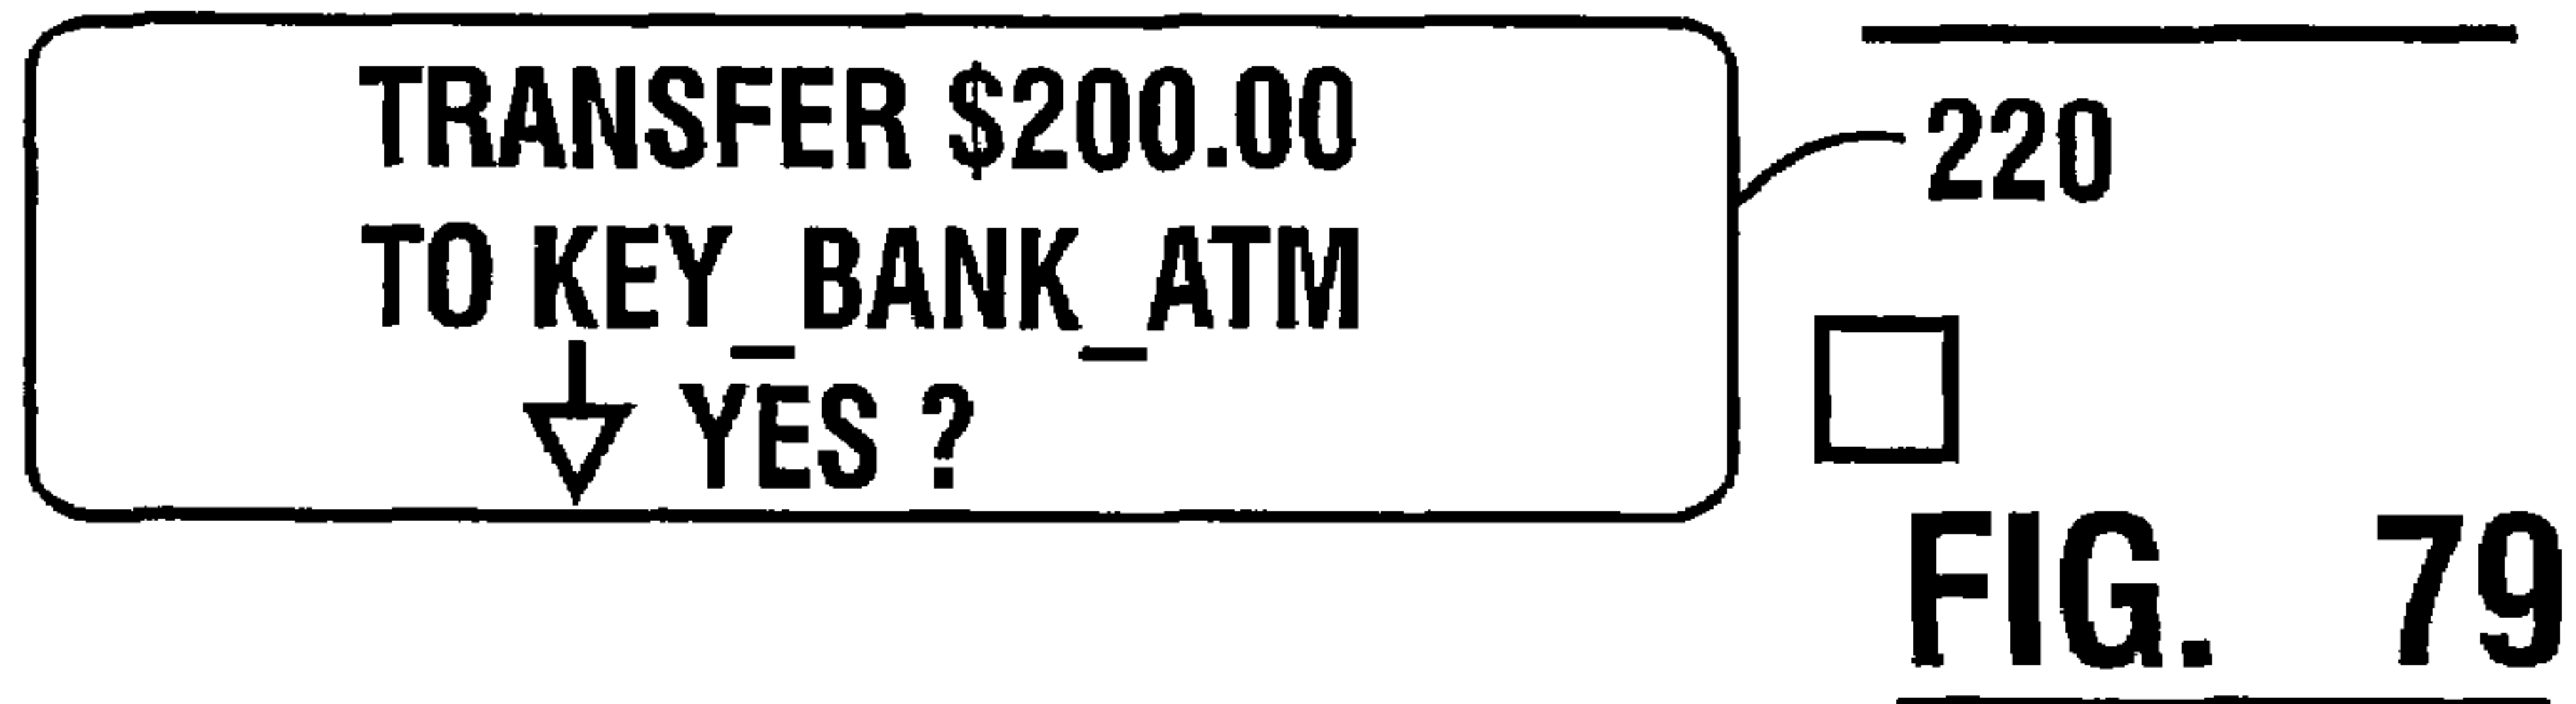 TRANSFER $200.00
TO KEY_BANK_ATM
YES ?
220
FIG. 79